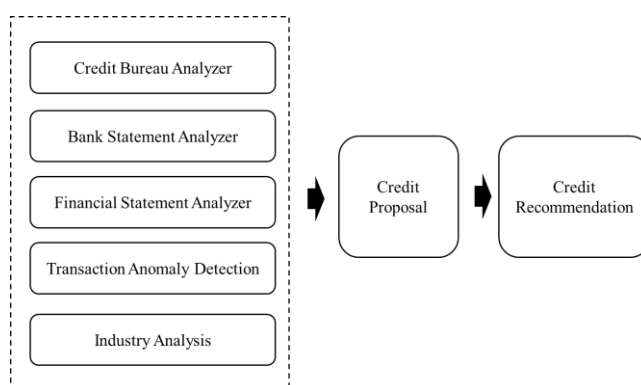 Credit Bureau Analyzer
Bank Statement Analyzer
Financial Statement Analyzer
Transaction Anomaly Detection
Industry Analysis
Credit
Proposal
Credit
Recommendation